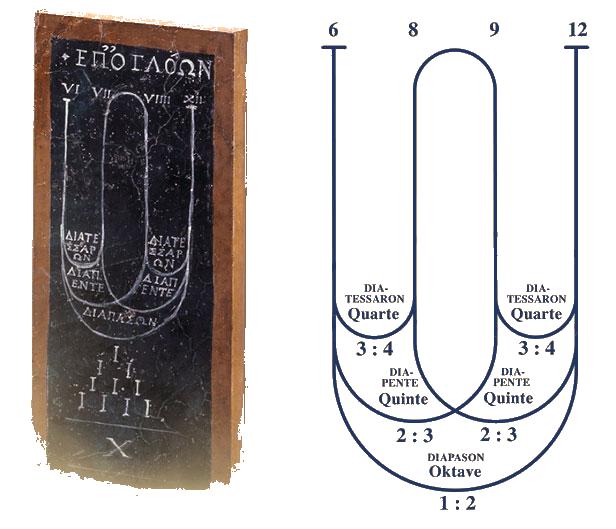 ΕΠΟΓΛΟΩΝ
VI VIII VIIII XII
ΔΙΑΤΕ
ΣΣΑΡ
ΩΝ
ΔΙΑΤΕ
ΣΣΑΡ
ΩΝ
ΔΙΑΠ
ΕΝΤΕ
ΔΙΑΠ
ΕΝΤΕ
ΔΙΑΠΑΣΩΝ
I
I I
I I I
I I I I
X
6 8 9 12
DIA-
TESSARON
Quarte
3 : 4
DIA-
TESSARON
Quarte
3 : 4
DIA-
PENTE
Quinte
2 : 3
DIA-
PENTE
Quinte
2 : 3
DIAPASON
Oktave
1 : 2